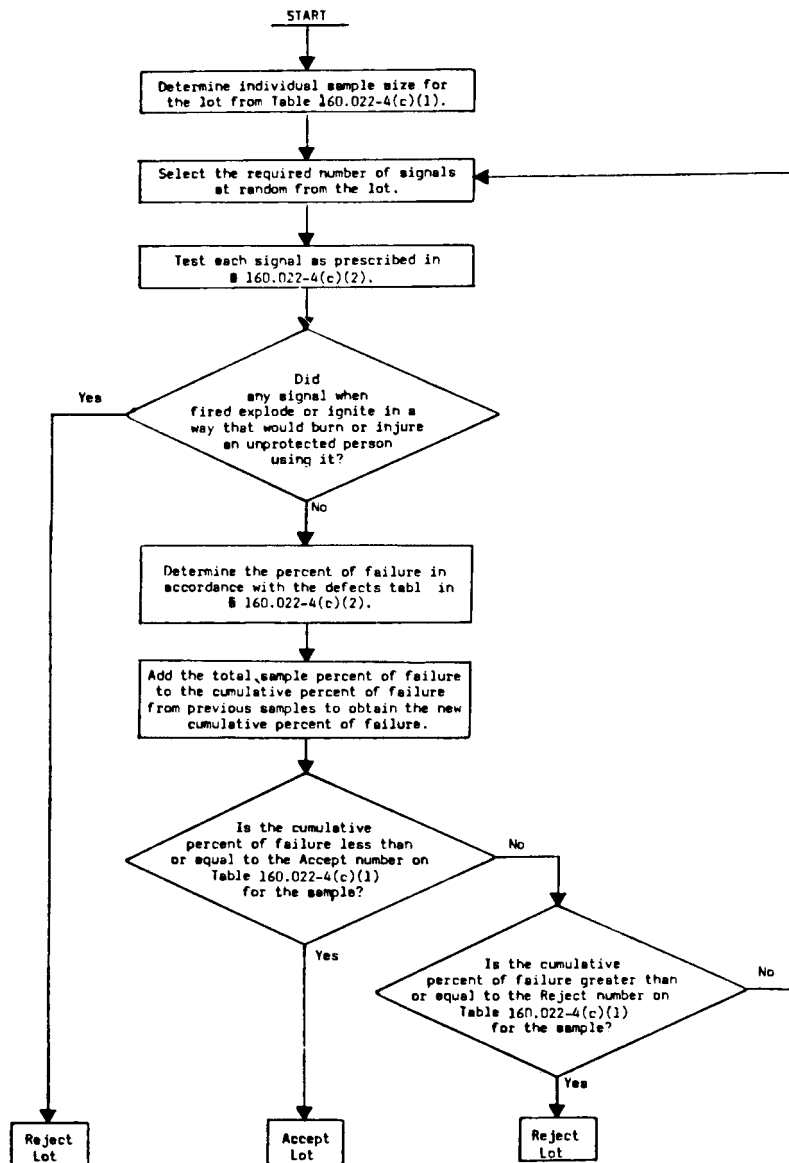 START
Determine individual sample size for
the lot from Table 160.022-4(c)(1).
Select the required number of signals
at random from the lot.
Test each signal as prescribed in
§ 160.022-4(c)(2).
Did
any signal when
fired explode or ignite in a
way that would burn or injure
an unprotected person
using it?
Yes
No
Determine the percent of failure in
accordance with the defects tabl in
§ 160.022-4(c)(2).
Add the total sample percent of failure
to the cumulative percent of failure
from previous samples to obtain the new
cumulative percent of failure.
Is the cumulative
percent of failure less than
or equal to the Accept number on
Table 160.022-4(c)(1)
for the sample?
No
Yes
Is the cumulative
percent of failure greater than
or equal to the Reject number on
Table 160.022-4(c)(1)
for the sample?
No
Yes
Reject
Lot
Accept
Lot
Reject
Lot